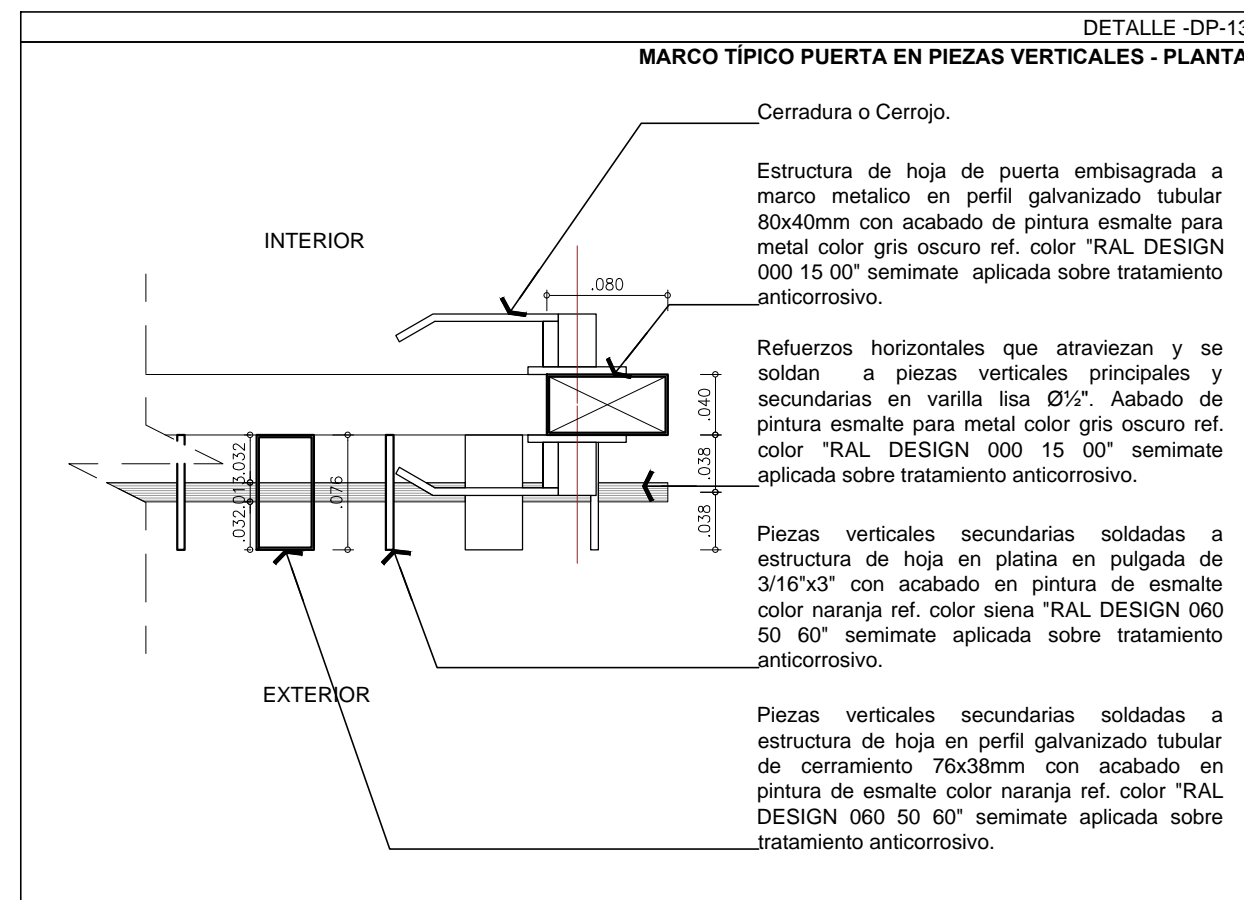 DETALLE -DP-13
MARCO TÍPICO PUERTA EN PIEZAS VERTICALES - PLANTA
Cerradura o Cerrojo.
Estructura de hoja de puerta embisagrada a
marco metalico en perfil galvanizado tubular
80x40mm con acabado de pintura esmalte para
metal color gris oscuro ref. color "RAL DESIGN
000 15 00" semimate aplicada sobre tratamiento
anticorrosivo.
INTERIOR
.080
Refuerzos horizontales que atraviezan y se
soldan a piezas verticales principales y
secundarias en varilla lisa Ø½". Aabado de
pintura esmalte para metal color gris oscuro ref.
color "RAL DESIGN 000 15 00" semimate
aplicada sobre tratamiento anticorrosivo.
.040
.038
.038
.032
.013
.032
.076
Piezas verticales secundarias soldadas a
estructura de hoja en platina en pulgada de
3/16"x3" con acabado en pintura de esmalte
color naranja ref. color siena "RAL DESIGN 060
50 60" semimate aplicada sobre tratamiento
anticorrosivo.
EXTERIOR
Piezas verticales secundarias soldadas a
estructura de hoja en perfil galvanizado tubular
de cerramiento 76x38mm con acabado en
pintura de esmalte color naranja ref. color "RAL
DESIGN 060 50 60" semimate aplicada sobre
tratamiento anticorrosivo.